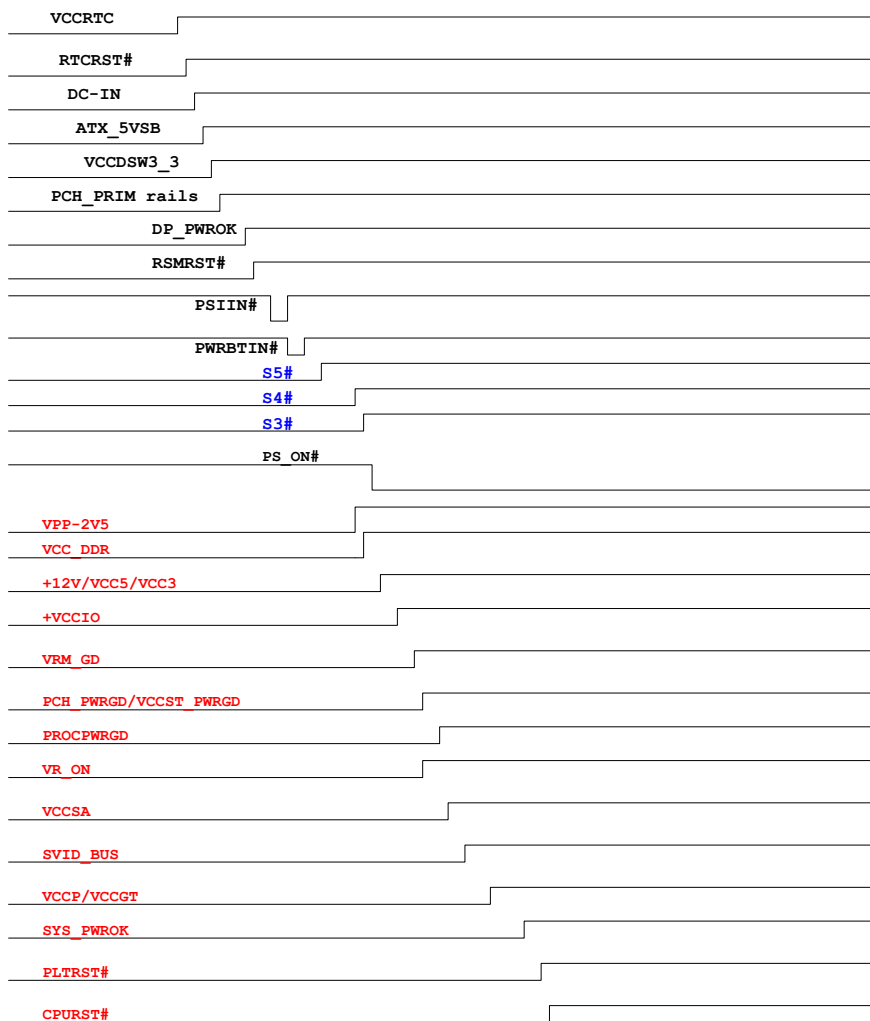 VCCRTC
RTCRST#
DC-IN
ATX_5VSB
VCCDSW3_3
PCH_PRIM rails
DP_PWROK
RSMRST#
PSIIN#
PWRBTIN#
S5#
S4#
S3#
PS_ON#
VPP-2V5
VCC_DDR
+12V/VCC5/VCC3
+VCCIO
VRM_GD
PCH_PWRGD/VCCST_PWRGD
PROCPWRGD
VR_ON
VCCSA
SVID_BUS
VCCP/VCCGT
SYS_PWROK
PLTRST#
CPURST#